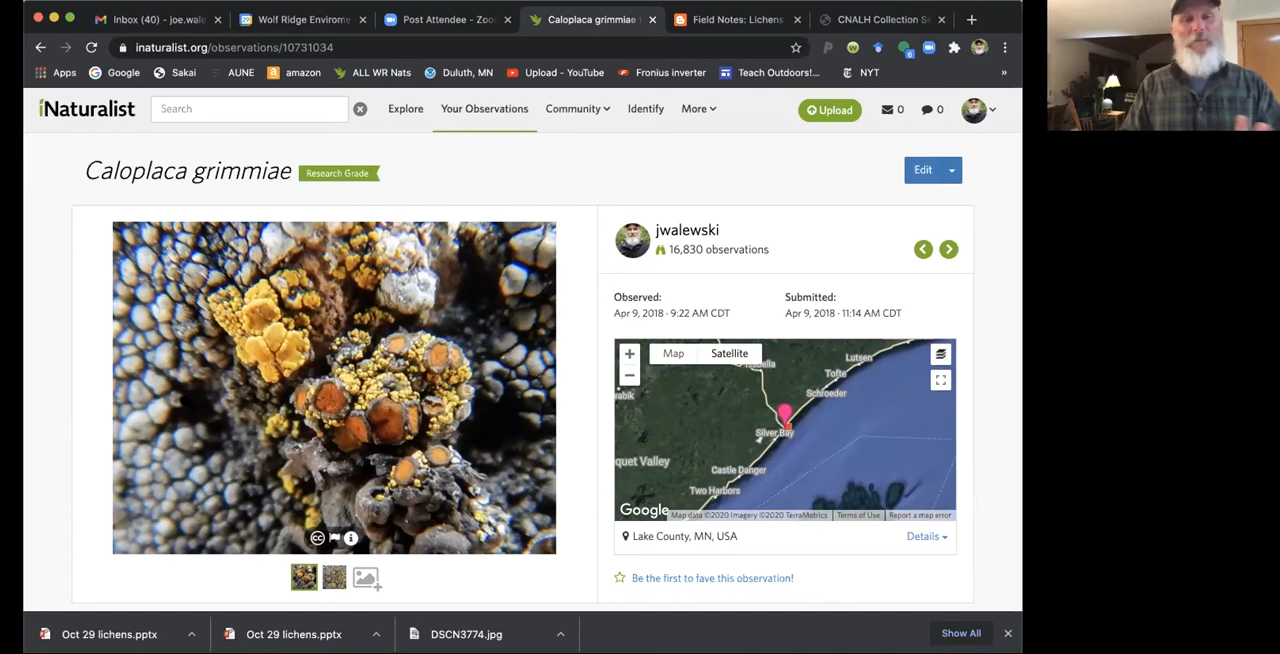 Inbox (40) - joe.wale
Wolf Ridge Envirome
Post Attendee - Zoo
Caloplaca grimmiae
Field Notes: Lichens
CNALH Collection S
inaturalist.org/observations/10731034
Apps
Google
Sakai
AUNE
amazon
ALL WR Nats
Duluth, MN
Upload - YouTube
Fronius inverter
Teach Outdoors!...
NYT
»
iNaturalist
Search
Explore
Your Observations
Community
Identify
More
Upload
0
0
Caloplaca grimmiae
Research Grade
Edit
jwalewski
16,830 observations
Observed:
Apr 9, 2018 · 9:22 AM CDT
Submitted:
Apr 9, 2018 · 11:14 AM CDT
Map
Satellite
Lutsen
Tofte
Schroeder
Silver Bay
quet Valley
Castle Danger
Two Harbors
Google
Map data ©2020 Imagery ©2020 TerraMetrics
Terms of Use
Report a map error
Lake County, MN, USA
Details
Be the first to fave this observation!
Oct 29 lichens.pptx
Oct 29 lichens.pptx
DSCN3774.jpg
Show All